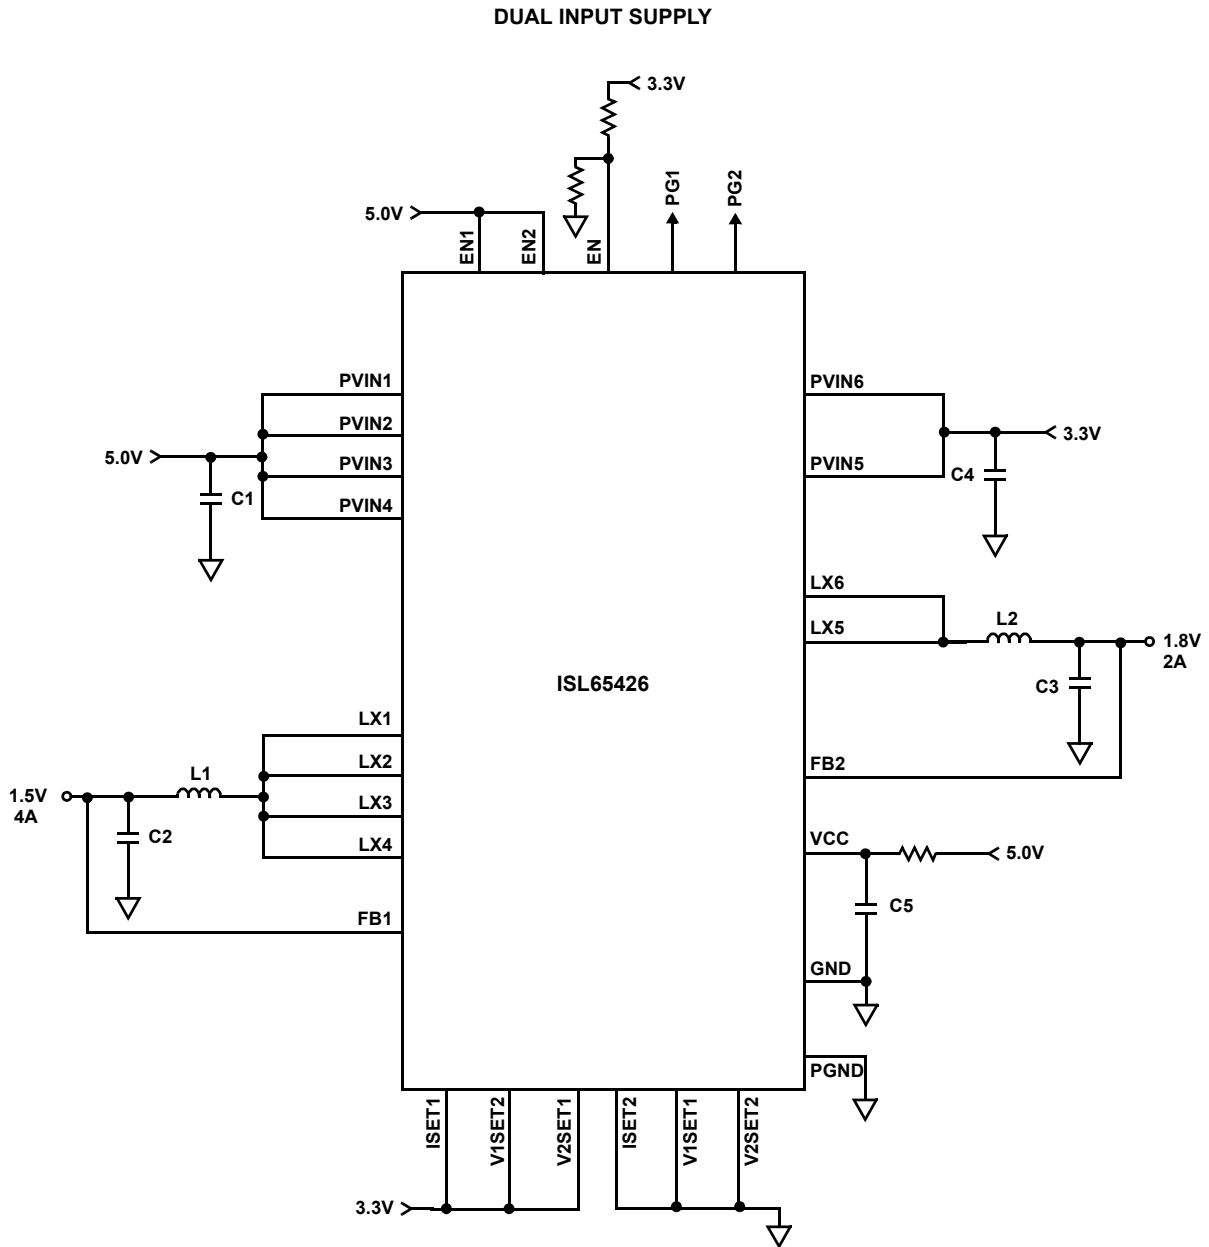 DUAL INPUT SUPPLY
3.3V
PG1
PG2
5.0V
EN1
EN2
EN
PVIN1
PVIN6
PVIN2
5.0V
3.3V
PVIN3
PVIN5
C4
C1
PVIN4
LX6
L2
LX5
1.8V
2A
ISL65426
C3
LX1
LX2
FB2
L1
1.5V
4A
LX3
C2
VCC
LX4
5.0V
C5
FB1
GND
PGND
ISET1
V1SET2
V2SET1
ISET2
V1SET1
V2SET2
3.3V